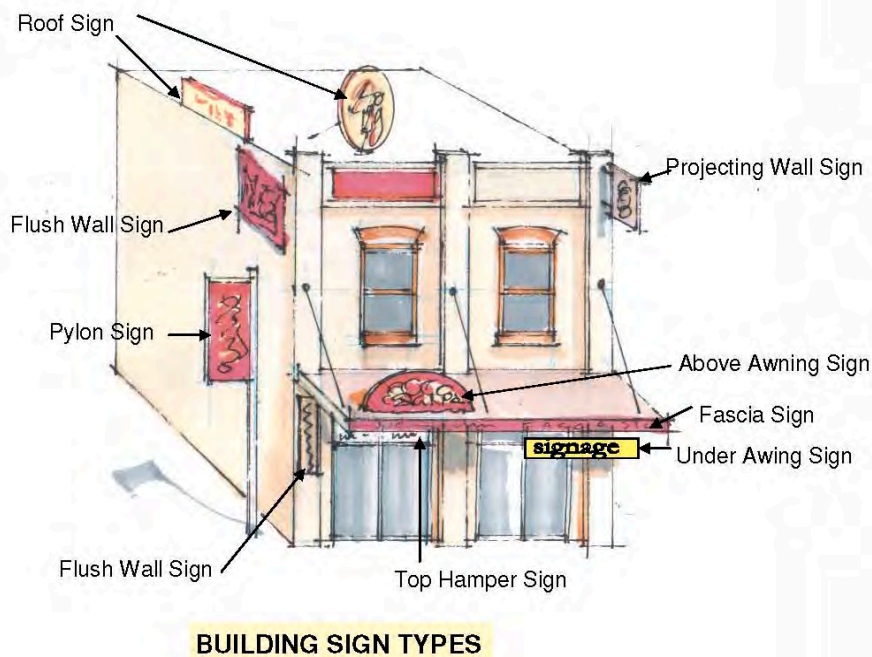 Roof Sign
Projecting Wall Sign
Flush Wall Sign
Pylon Sign
Above Awning Sign
Fascia Sign
signage
Under Awing Sign
Flush Wall Sign
Top Hamper Sign
BUILDING SIGN TYPES